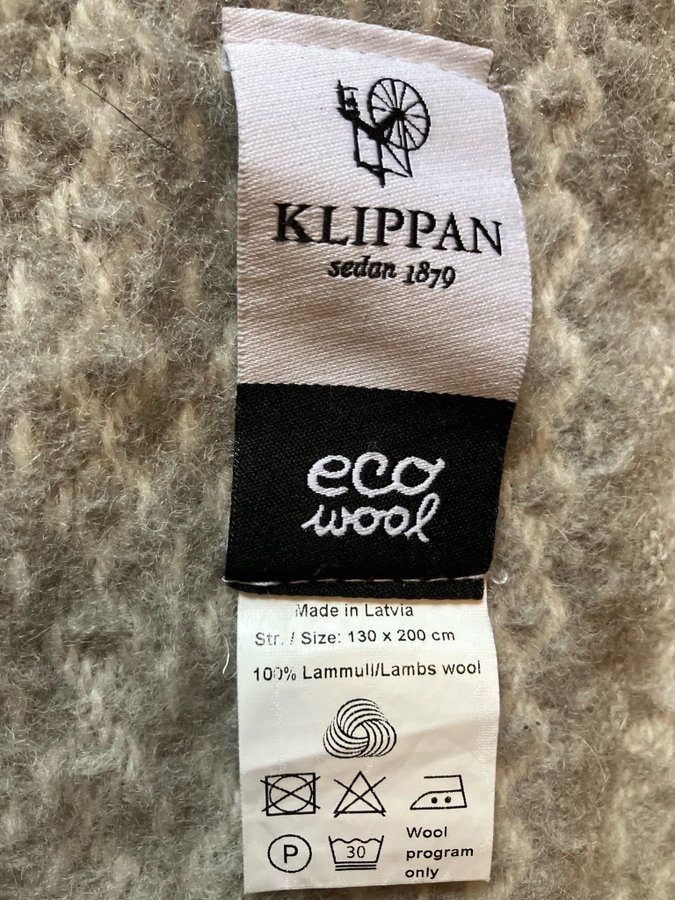 KLIPPAN
sedan 1879
eco
wool
Made in Latvia
Str. / Size: 130 x 200 cm
100% Lammull/Lambs wool
P
30
Wool
program
only